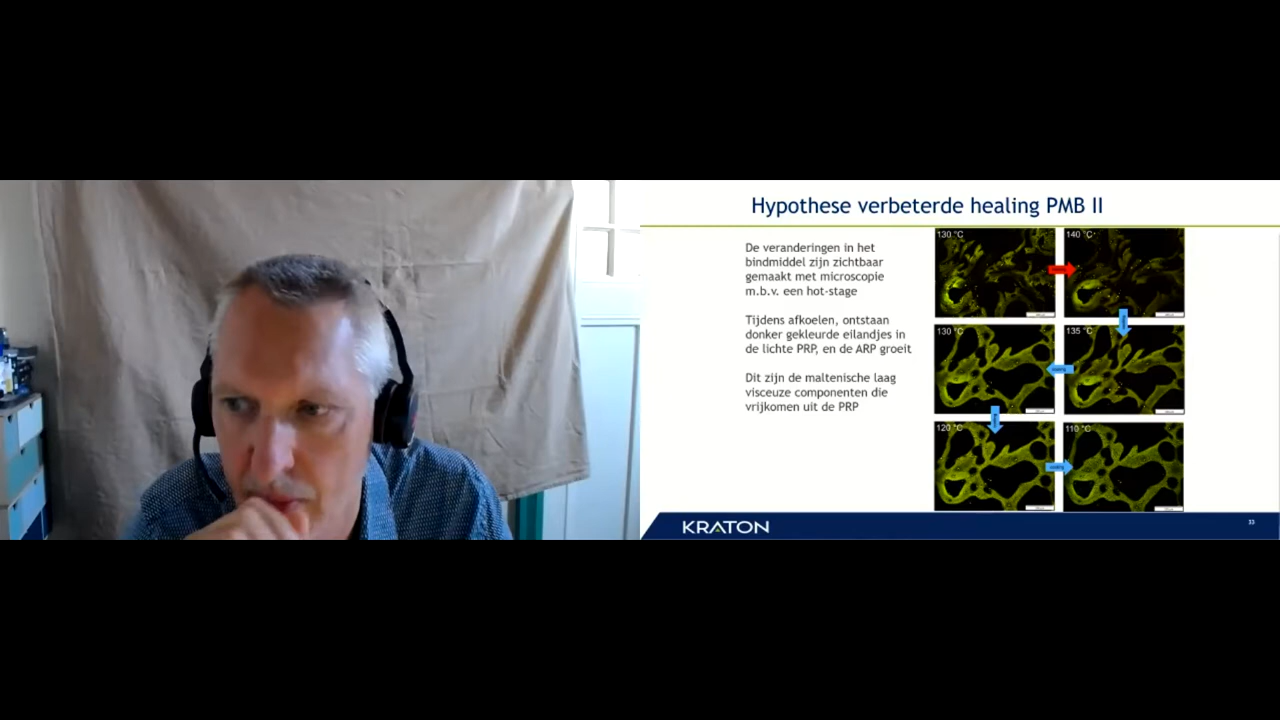 Hypothese verbeterde healing PMB II
De veranderingen in het
bindmiddel zijn zichtbaar
gemaakt met microscopie
m.b.v. een hot-stage
Tijdens afkoelen, ontstaan
donker gekleurde eilandjes in
de lichte PRP, en de ARP groeit
Dit zijn de maltenische laag
visceuze componenten die
vrijkomen uit de PRP
130 °C
140 °C
130 °C
135 °C
120 °C
110 °C
KRATON
33